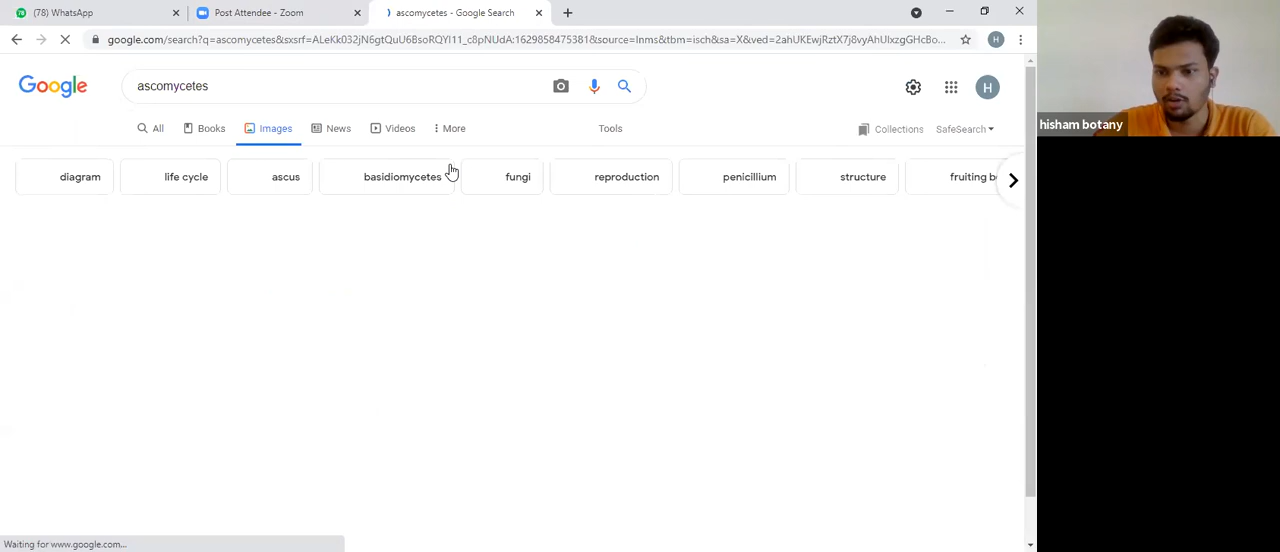 (78) WhatsApp
Post Attendee - Zoom
ascomycetes - Google Search
google.com/search?q=ascomycetes&sxsrf=ALeKk032jN6gtQuU6BsoRQYI11_c8pNUdA:1629858475381&source=lnms&tbm=isch&sa=X&ved=2ahUKEwjRztX7j8vyAhUIxzgGHcBo...
H
Google
ascomycetes
H
All
Books
Images
News
Videos
More
Tools
Collections
SafeSearch
diagram
life cycle
ascus
basidiomycetes
fungi
reproduction
penicillium
structure
fruiting b
Waiting for www.google.com...
hisham botany